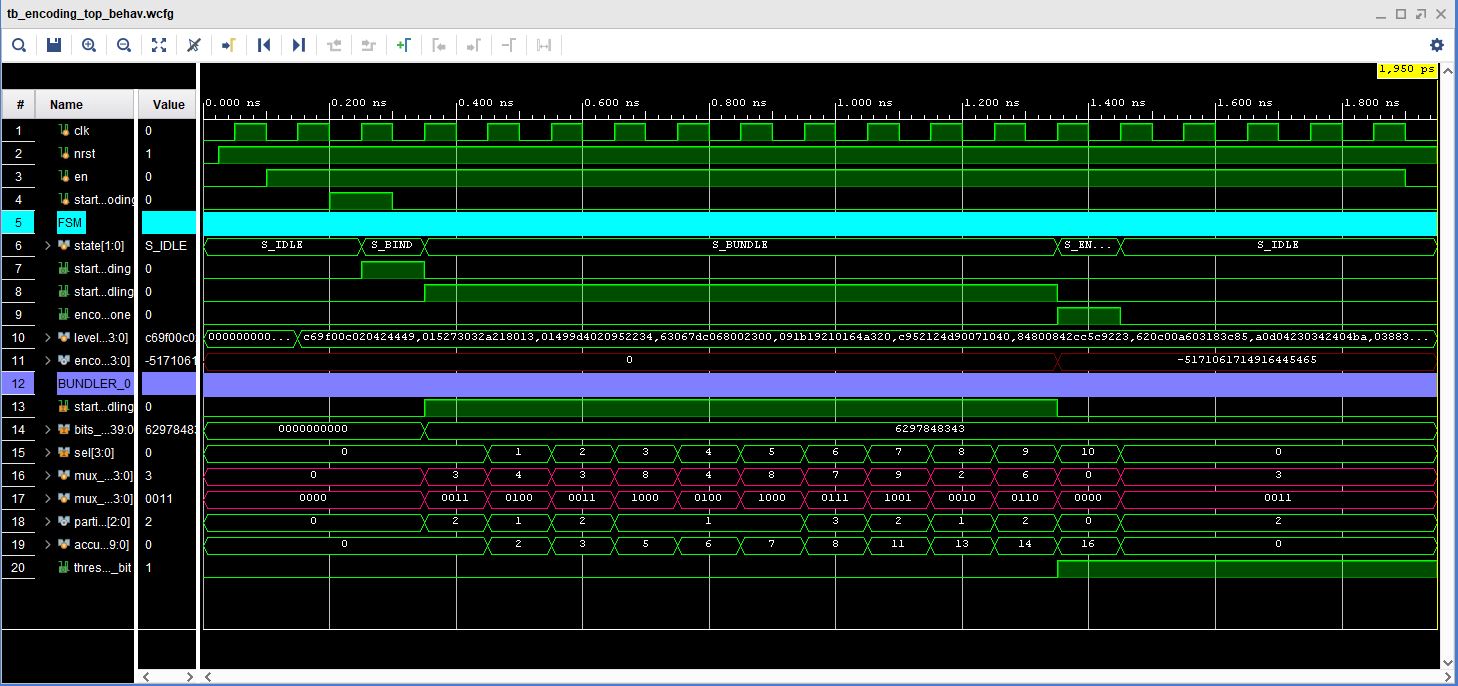 tb_encoding_top_behav.wcfg
1,950 ps
# Name Value 0.000 ns 0.200 ns 0.400 ns 0.600 ns 0.800 ns 1.000 ns 1.200 ns 1.400 ns 1.600 ns 1.800 ns
1 clk 0
2 nrst 1
3 en 0
4 start...oding 0
5 FSM
6 state[1:0] S_IDLE S_IDLE S_BIND S_BUNDLE S_EN... S_IDLE
7 start...ding 0
8 start...dling 0
9 enco...one 0
10 level...3:0] c69f00c0 000000000... c69f00c020424449,015273032a218013,01499d4020952234,63067dc068002300,091b19210164a320,c952124d90071040,84800842cc5c9223,620c00a603183c85,a0d04230342404ba,03883...
11 enco...3:0] -5171061 0 -5171061714916445465
12 BUNDLER_0
13 start...dling 0
14 bits_...39:0] 62978483 0000000000 6297848343
15 sel[3:0] 0 0 1 2 3 4 5 6 7 8 9 10 0
16 mux_...3:0] 3 0 3 4 3 8 4 8 7 9 2 6 0 3
17 mux_...3:0] 0011 0000 0011 0100 0011 1000 0100 1000 0111 1001 0010 0110 0000 0011
18 parti...[2:0] 2 0 2 1 2 1 3 2 1 2 0 2
19 accu...9:0] 0 0 2 3 5 6 7 8 11 13 14 16 0
20 thres..._bit 1